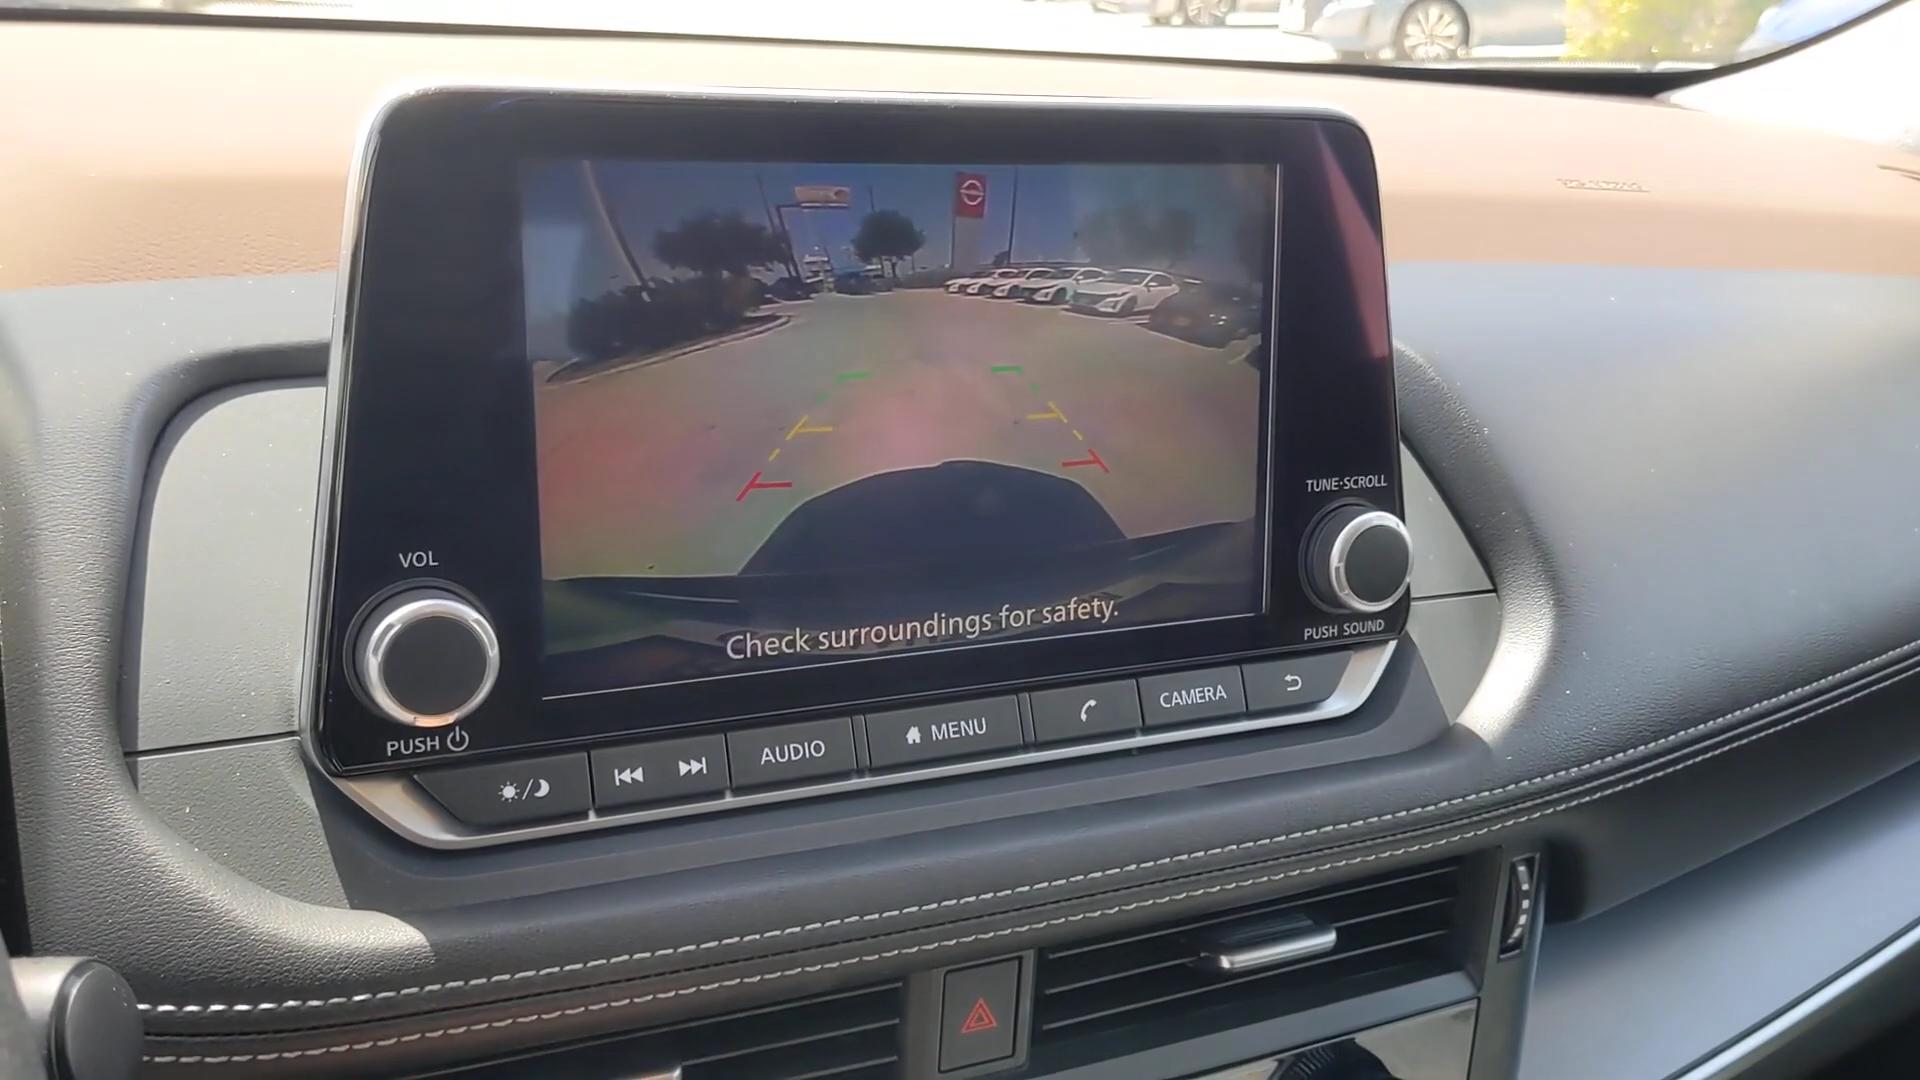 TUNE·SCROLL
VOL
Check surroundings for safety.
PUSH SOUND
PUSH
AUDIO
MENU
CAMERA